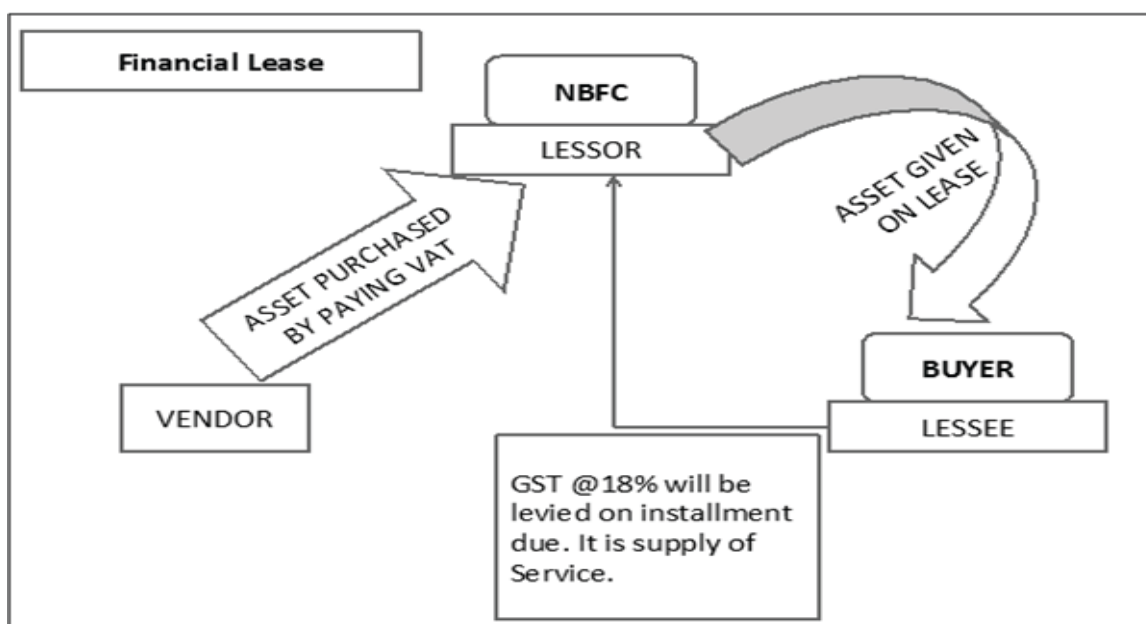 Financial Lease
NBFC
LESSOR
ASSET GIVEN
ON LEASE
ASSET PURCHASED
BY PAYING VAT
VENDOR
BUYER
LESSEE
GST @18% will be
levied on installment
due. It is supply of
Service.